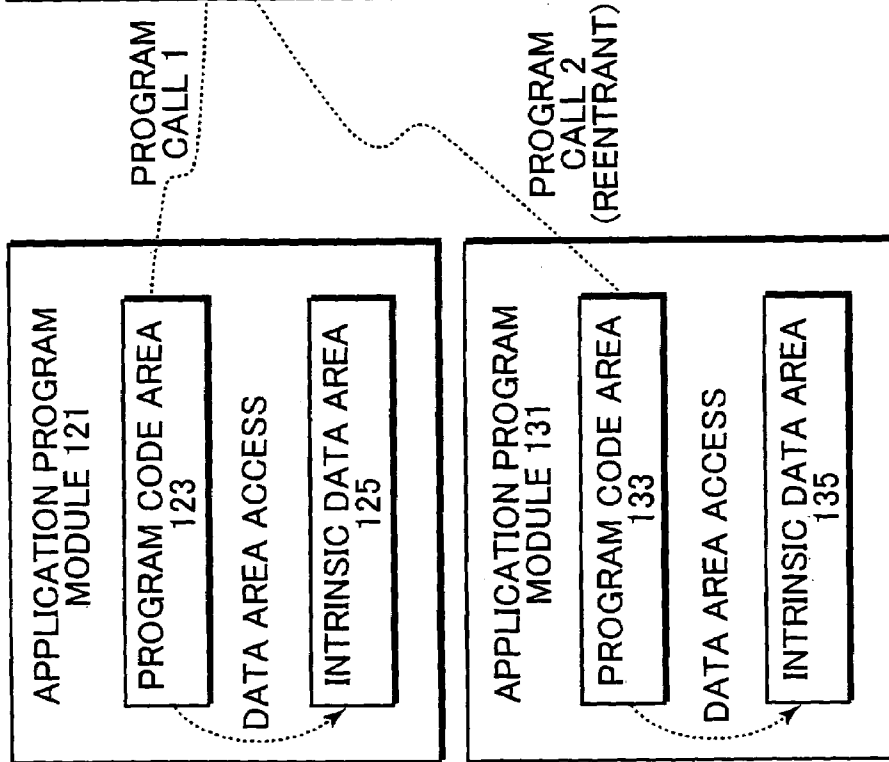 APPLICATION PROGRAM
MODULE 121
PROGRAM CODE AREA
123
DATA AREA ACCESS
INTRINSIC DATA AREA
125
PROGRAM
CALL 1
APPLICATION PROGRAM
MODULE 131
PROGRAM CODE AREA
133
DATA AREA ACCESS
INTRINSIC DATA AREA
135
PROGRAM
CALL 2
(REENTRANT)